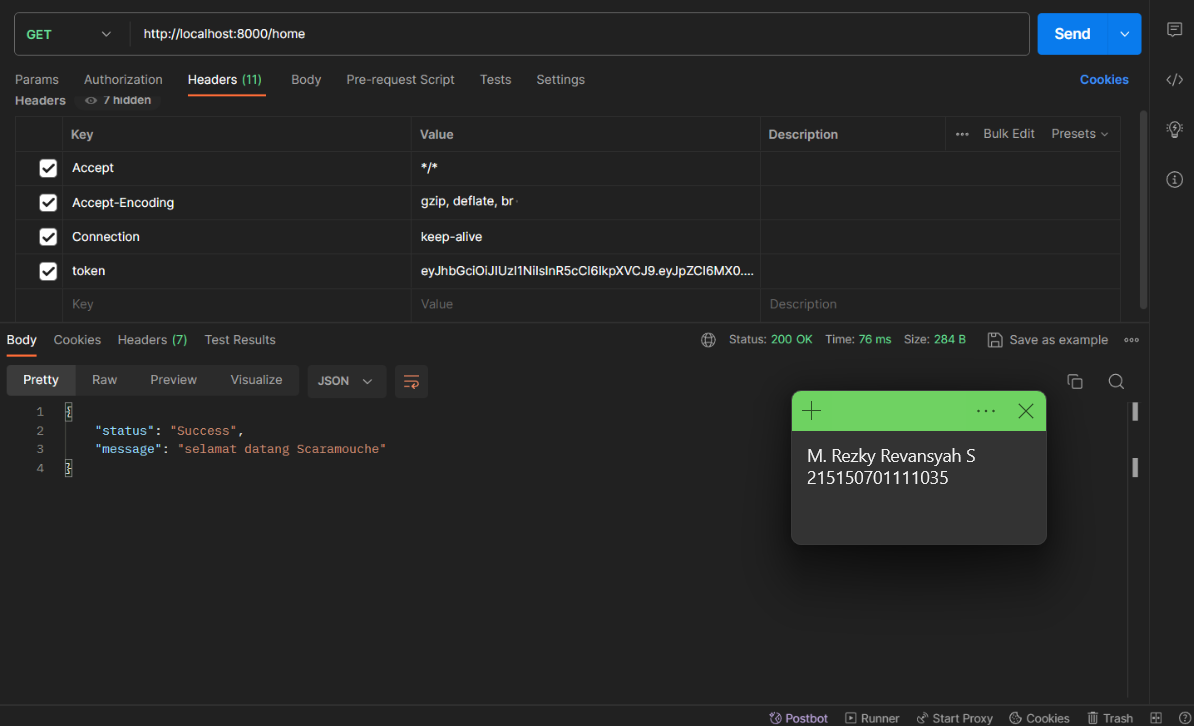 GET http://localhost:8000/home Send
Params Authorization Headers (11) Body Pre-request Script Tests Settings Cookies
Headers 7 hidden
Key Value Description Bulk Edit Presets
Accept */*
Accept-Encoding gzip, deflate, br
Connection keep-alive
token eyJhbGciOiJIUzI1NiIsInR5cCI6IkpXVCJ9.eyJpZCI6MX0....
Key Value Description
Body Cookies Headers (7) Test Results Status: 200 OK Time: 76 ms Size: 284 B Save as example
Pretty Raw Preview Visualize JSON
1 {
2 "status": "Success",
3 "message": "selamat datang Scaramouche"
4 }
M. Rezky Revansyah S
215150701111035
Postbot Runner Start Proxy Cookies Trash